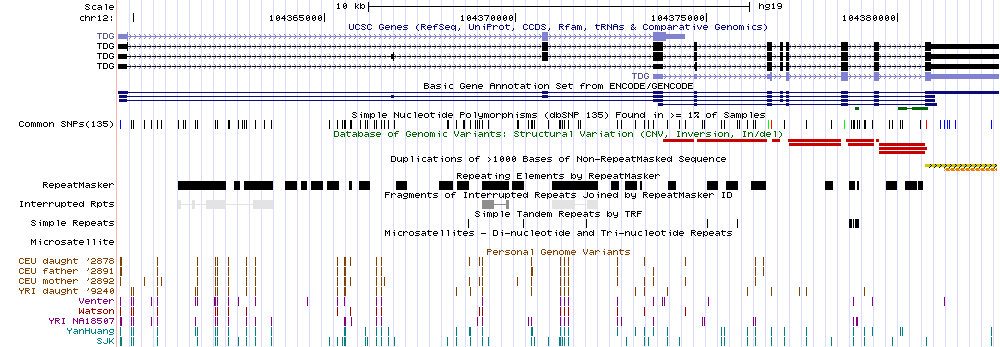 Scale 10 kb hg19
chr12: 104365000 104370000 104375000 104380000
UCSC Genes (RefSeq, UniProt, CCDS, Rfam, tRNAs & Comparative Genomics)
TDG
TDG
TDG
TDG
TDG
Basic Gene Annotation Set from ENCODE/GENCODE
Simple Nucleotide Polymorphisms (dbSNP 135) Found in >= 1% of Samples
Common SNPs(135)
Database of Genomic Variants: Structural Variation (CNV, Inversion, In/del)
Duplications of >1000 Bases of Non-RepeatMasked Sequence
Repeating Elements by RepeatMasker
RepeatMasker
Fragments of Interrupted Repeats Joined by RepeatMasker ID
Interrupted Rpts
Simple Tandem Repeats by TRF
Simple Repeats
Microsatellites - Di-nucleotide and Tri-nucleotide Repeats
Microsatellite
Personal Genome Variants
CEU daught '2878
CEU father '2891
CEU mother '2892
YRI daught '9240
Venter
Watson
YRI NA18507
YanHuang
SJK